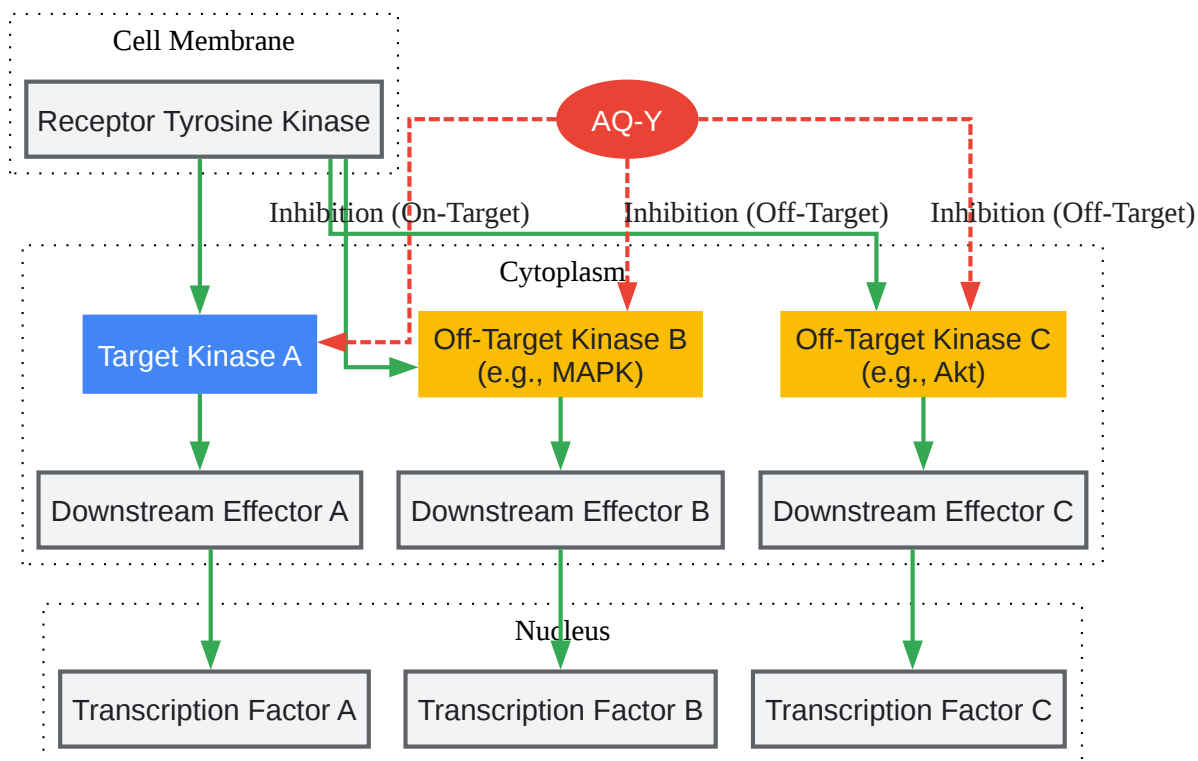 Cell Membrane
Receptor Tyrosine Kinase
AQ-Y
Inhibition (On-Target)
Inhibition (Off-Target)
Inhibition (Off-Target)
Cytoplasm
Target Kinase A
Off-Target Kinase B
(e.g., MAPK)
Off-Target Kinase C
(e.g., Akt)
Downstream Effector A
Downstream Effector B
Downstream Effector C
Nucleus
Transcription Factor A
Transcription Factor B
Transcription Factor C